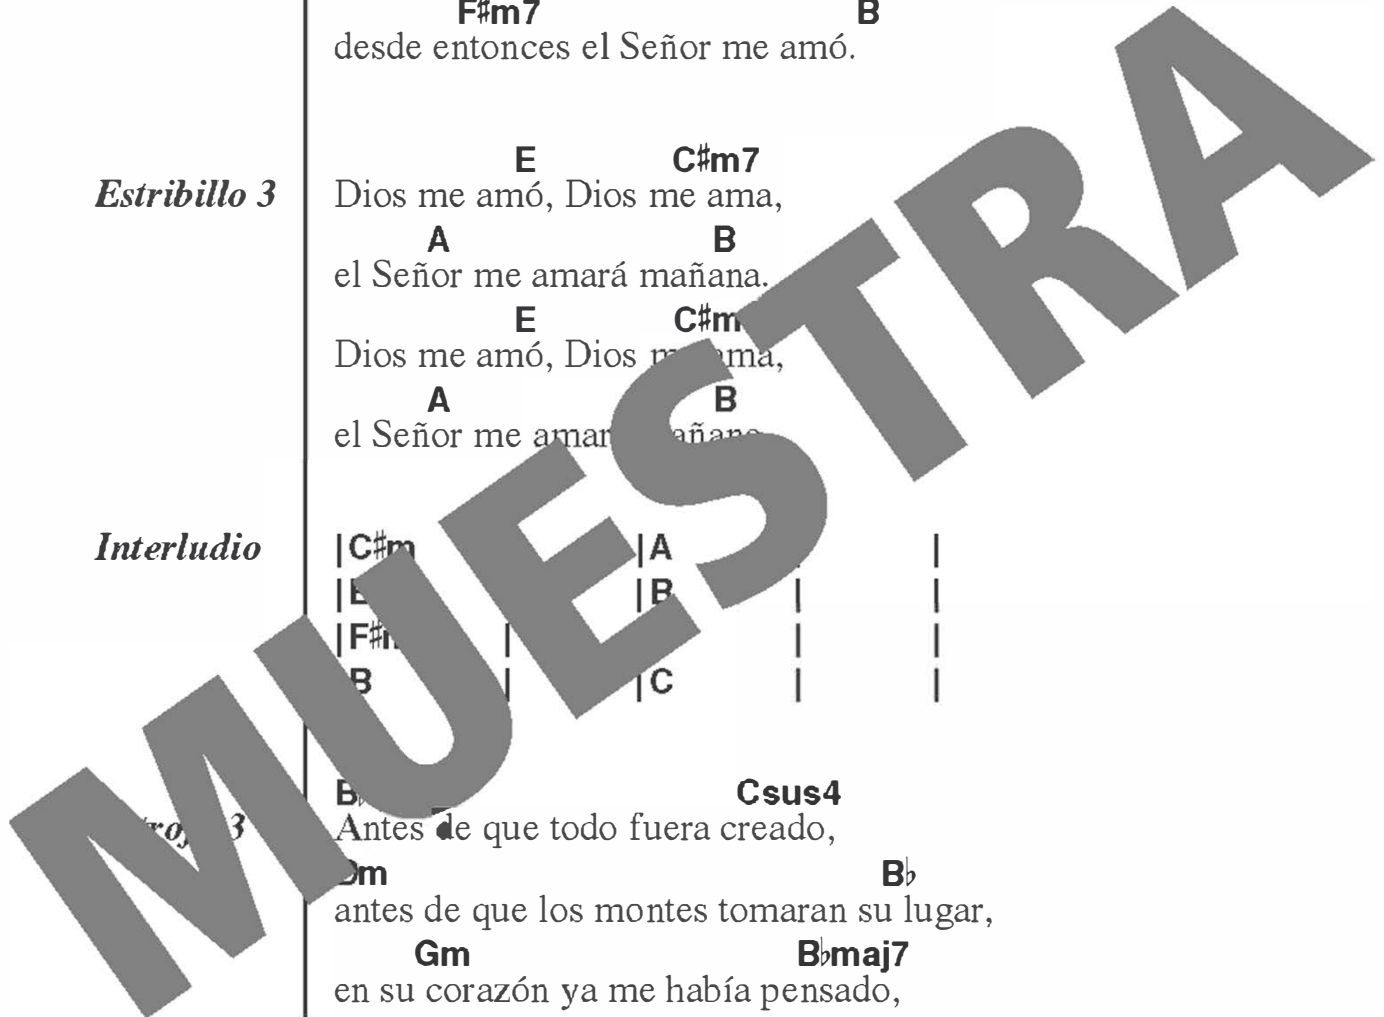 F♯m7 B
desde entonces el Señor me amó.
E C♯m7
Estribillo 3 Dios me amó, Dios me ama,
A B
el Señor me amará mañana.
E C♯m
Dios me amó, Dios ama,
A B
el Señor me
Interludio |C♯m |A |
| |B | |
| | | |
B | |C | |
Csus4
3 Antes de que todo fuera creado,
B♭
antes de que los montes tomaran su lugar,
Gm B♭maj7
en su corazón ya me había pensado,
MUESTRA